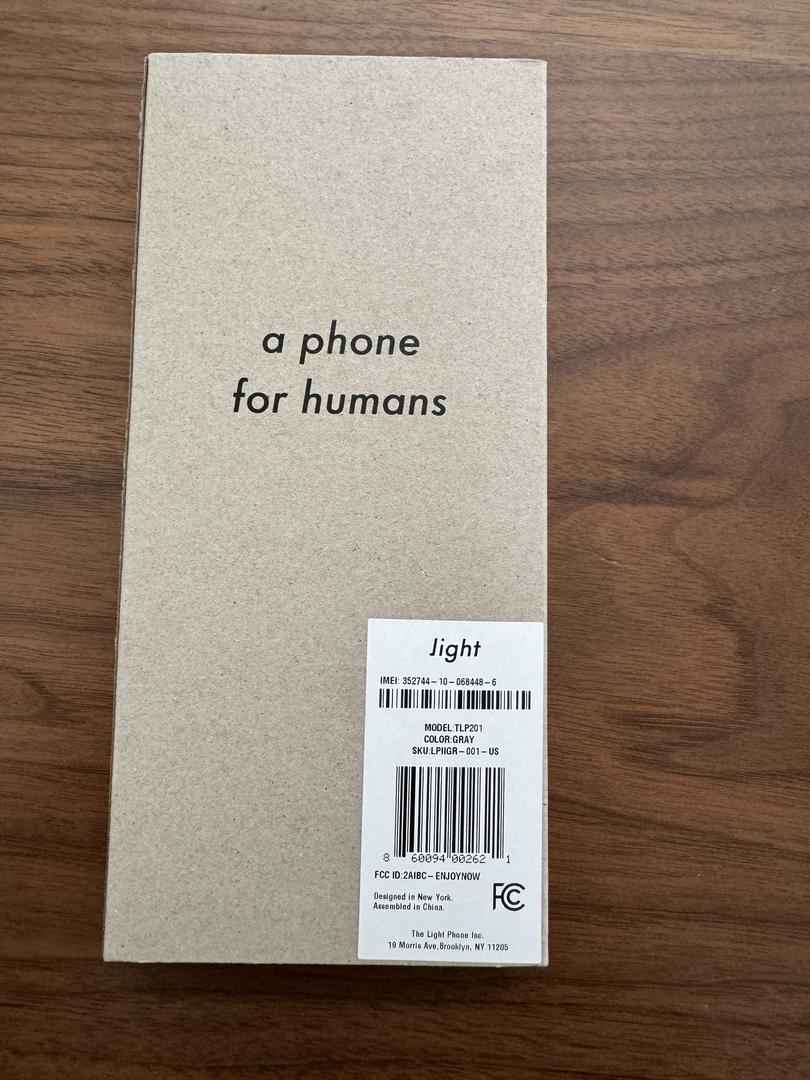 a phone
for humans
light
IMEI: 352744-10-068448-6
MODEL:TLP201
COLOR:GRAY
SKU:LPIIGR-001-US
8 60094 00262 1
FCC ID:2AIBC-ENJOYNOW
Designed in New York.
Assembled in China.
FC
The Light Phone Inc.
19 Morris Ave,Brooklyn, NY 11205